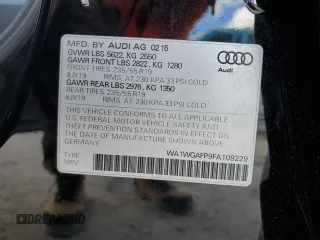 MFD. BY AUDI AG 02/15
GVWR LBS 5622, KG 2550
GAWR FRONT LBS 2822, KG 1280
FRONT-TIRES 235/55 R19
8JX19 RIMS, AT 230 KPA 33 PSI COLD
GAWR REAR LBS 2976, KG 1350
REAR TIRES 235/55 R19
8JX19 RIMS, AT 230 KPA 33 PSI COLD
Audi
THIS VEHICLE CONFORMS TO ALL APPLICABLE
U.S. FEDERAL MOTOR VEHICLE SAFETY AND
THEFT PREVENTION STANDARDS IN EFFECT ON
THE DATE OF MANUFACTURE SHOWN ABOVE.
GERMANY
TYPE: WA1WGAFP9FA109229
MPV